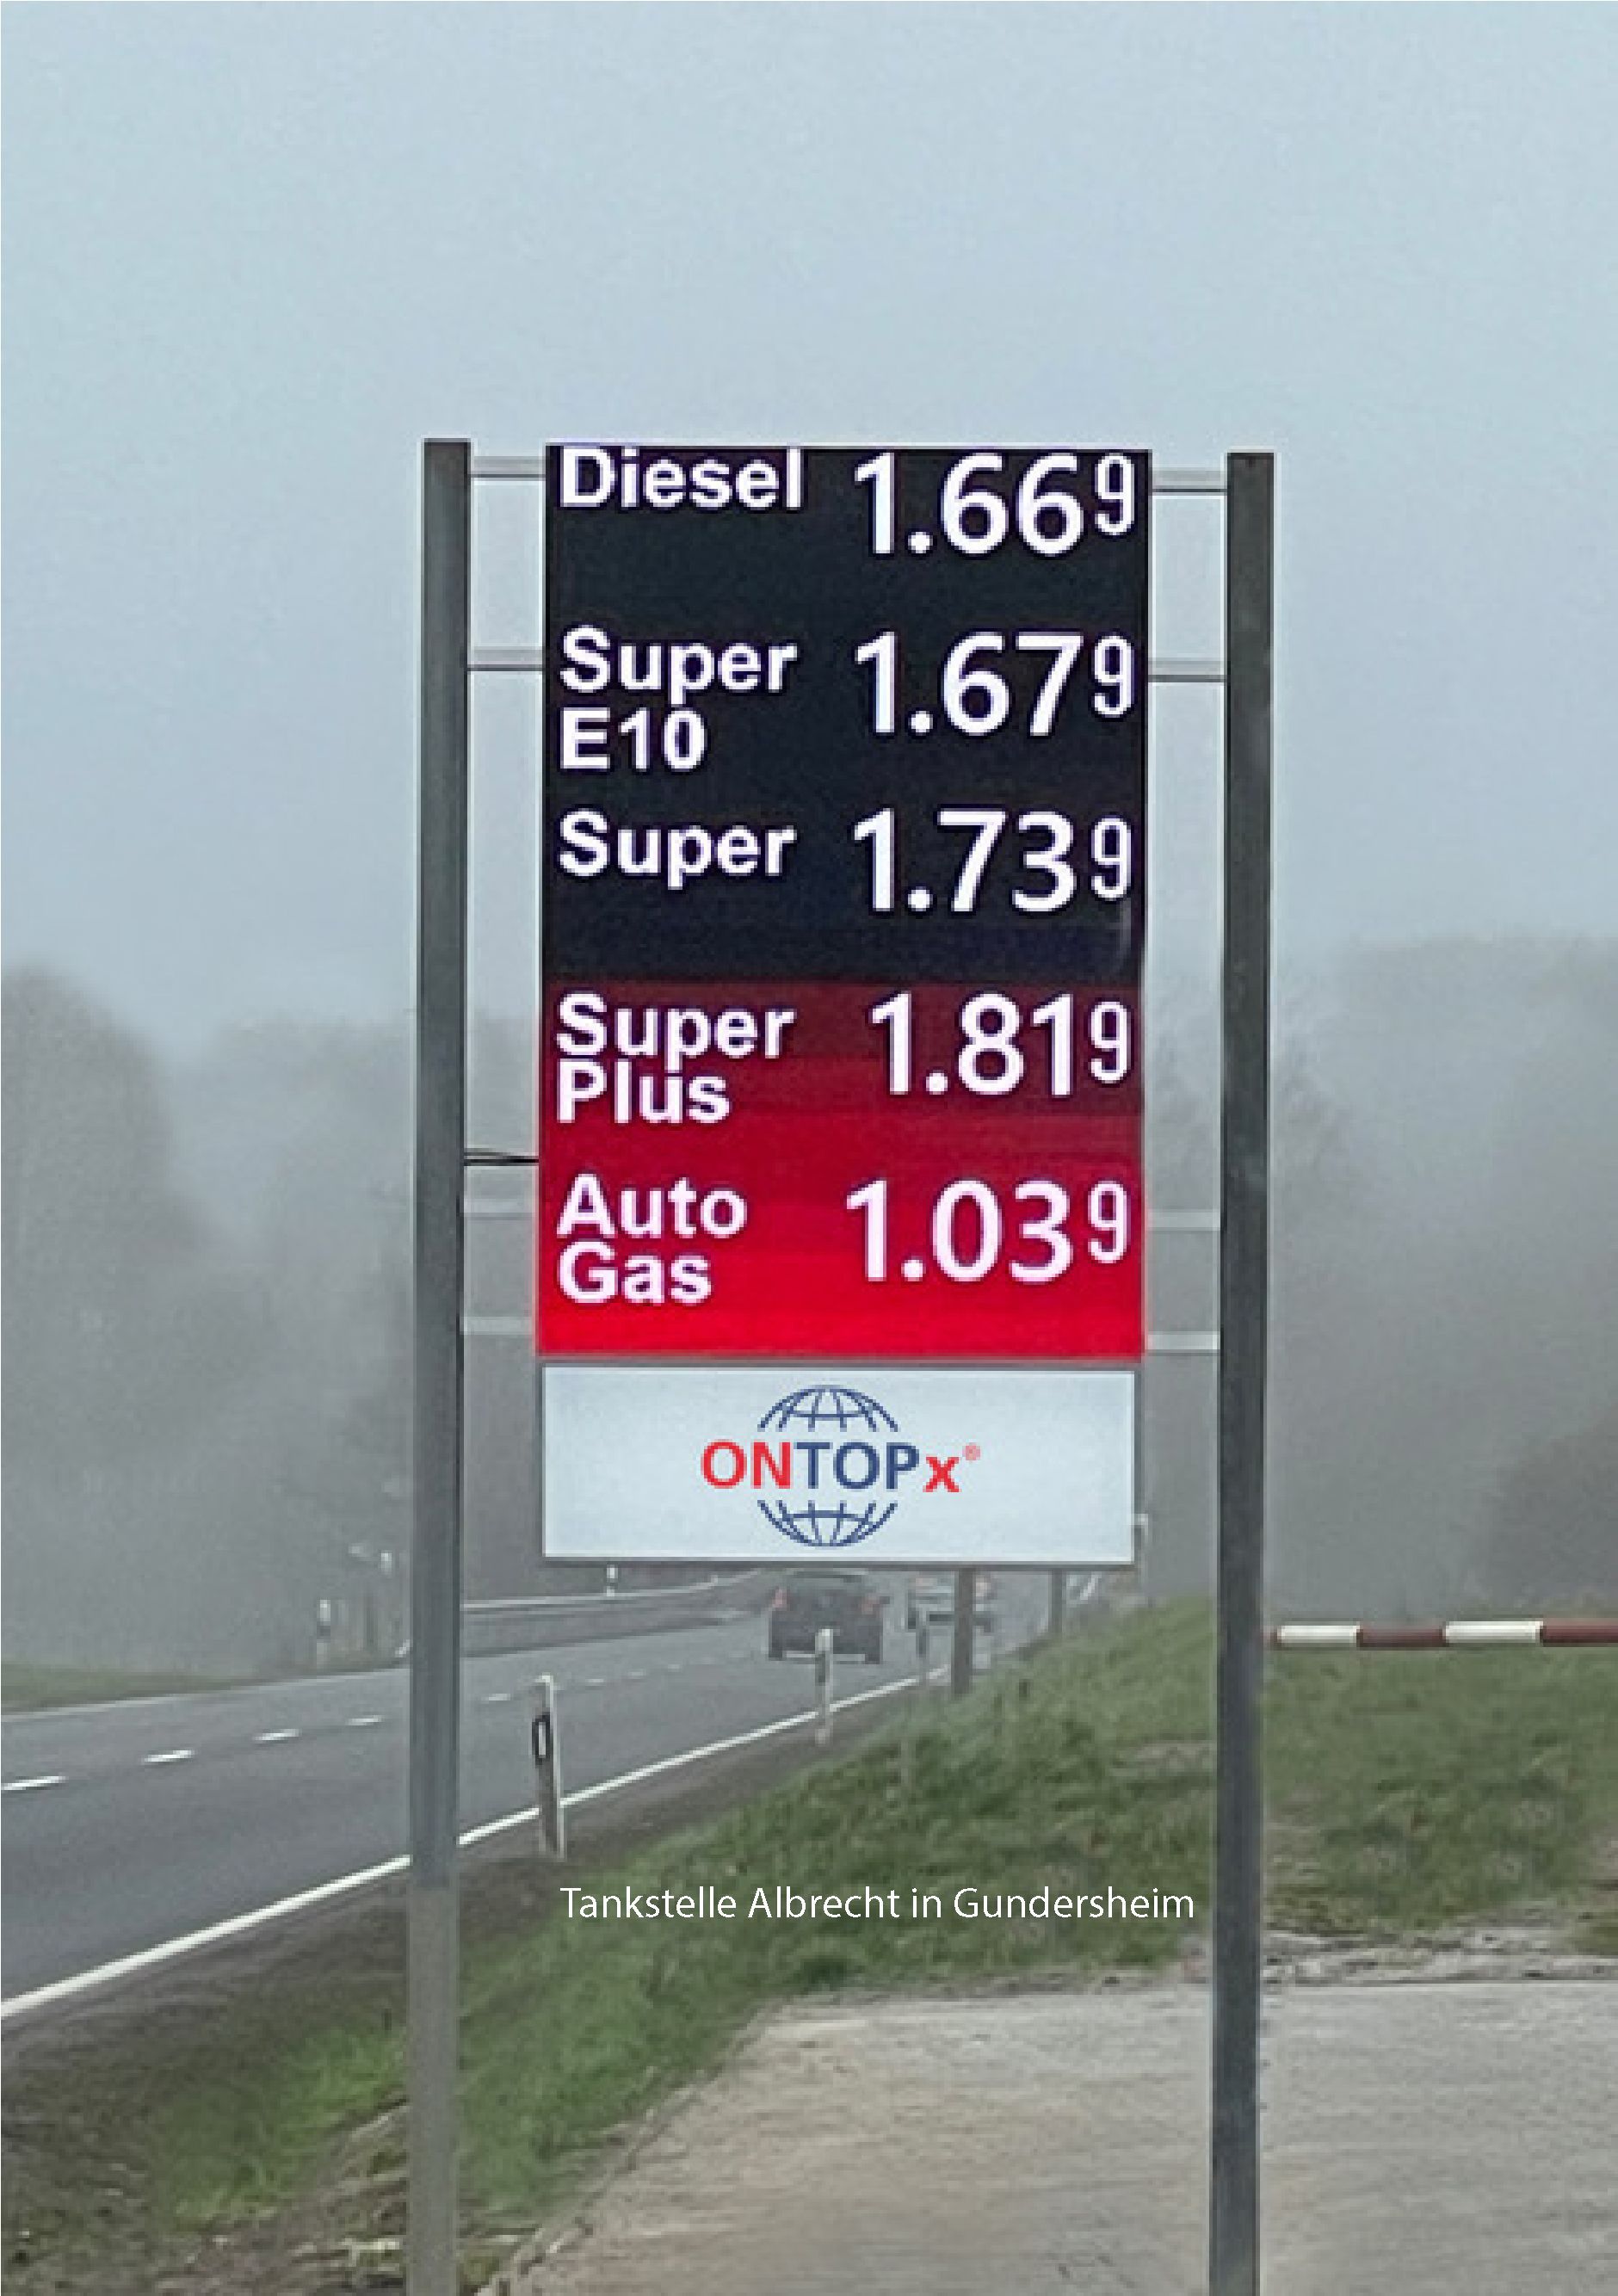 Diesel 1.669
Super 1.679
E10
Super 1.739
Super 1.819
Plus
Auto 1.039
Gas
ONTOPx®
Tankstelle Albrecht in Gundersheim